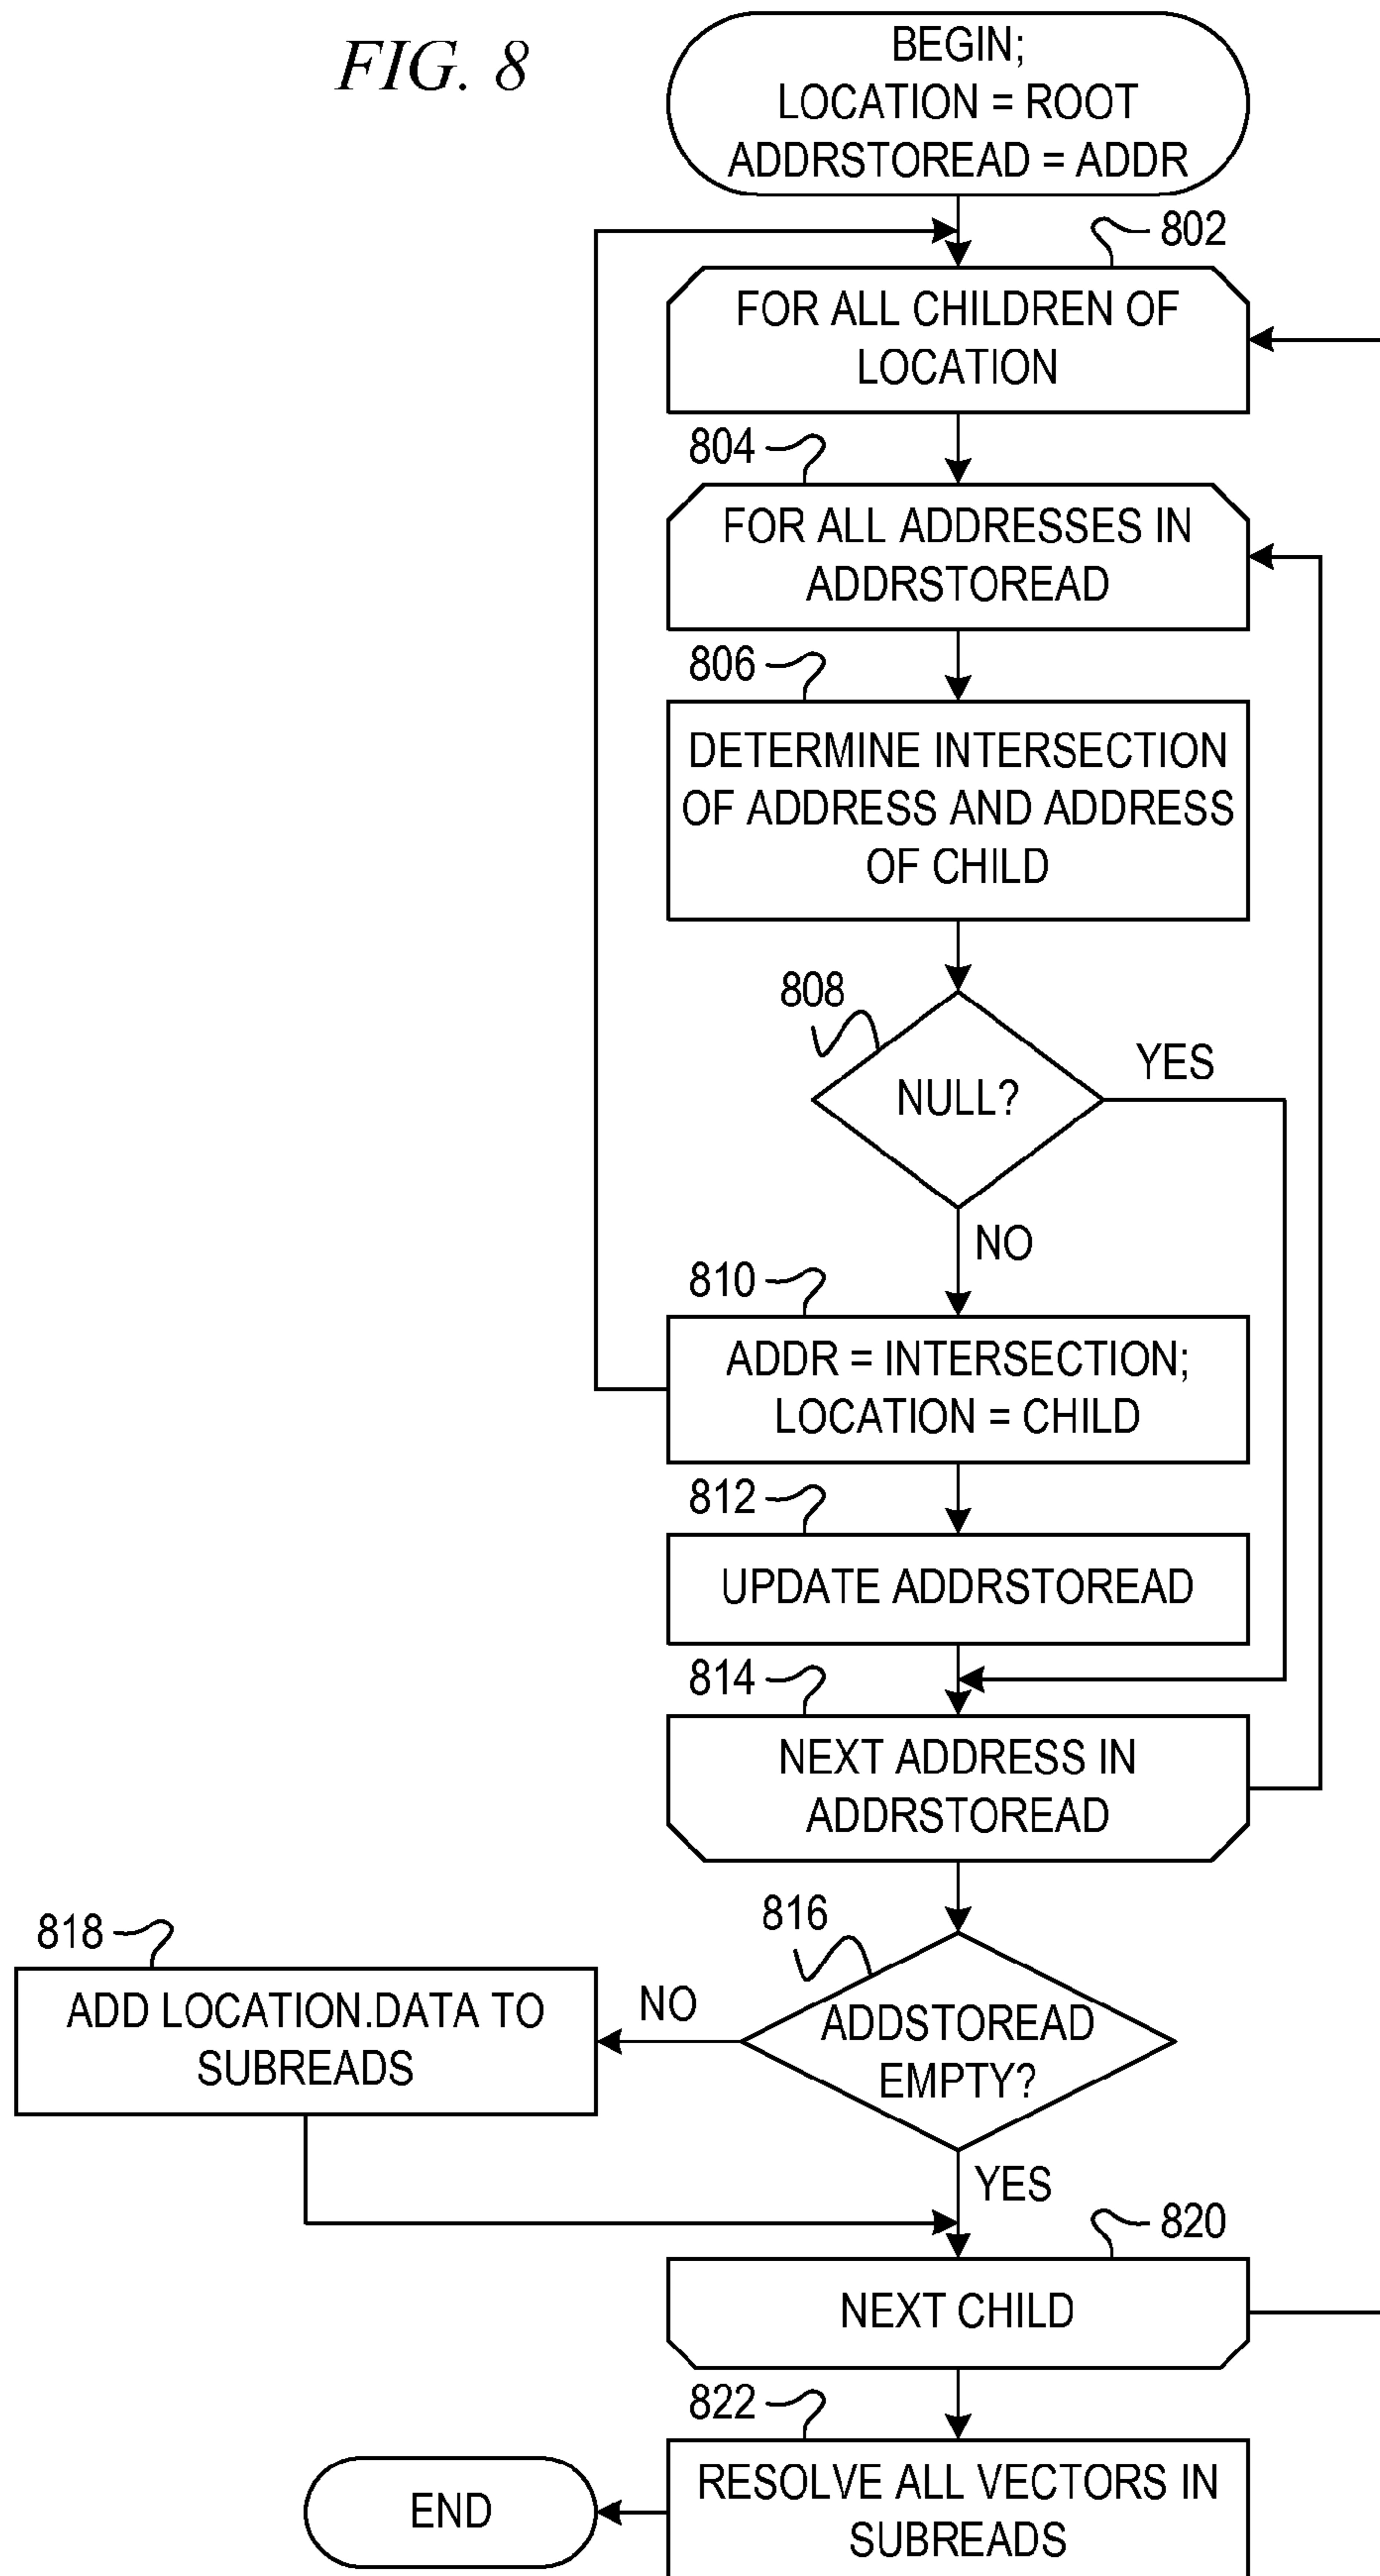 FIG. 8
BEGIN;
LOCATION = ROOT
ADDRSTOREAD = ADDR
802
FOR ALL CHILDREN OF
LOCATION
804
FOR ALL ADDRESSES IN
ADDRSTOREAD
806
DETERMINE INTERSECTION
OF ADDRESS AND ADDRESS
OF CHILD
808
NULL?
YES
NO
810
ADDR = INTERSECTION;
LOCATION = CHILD
812
UPDATE ADDRSTOREAD
814
NEXT ADDRESS IN
ADDRSTOREAD
816
818
ADD LOCATION.DATA TO
SUBREADS
NO
ADDSTOREAD
EMPTY?
YES
820
NEXT CHILD
822
RESOLVE ALL VECTORS IN
SUBREADS
END